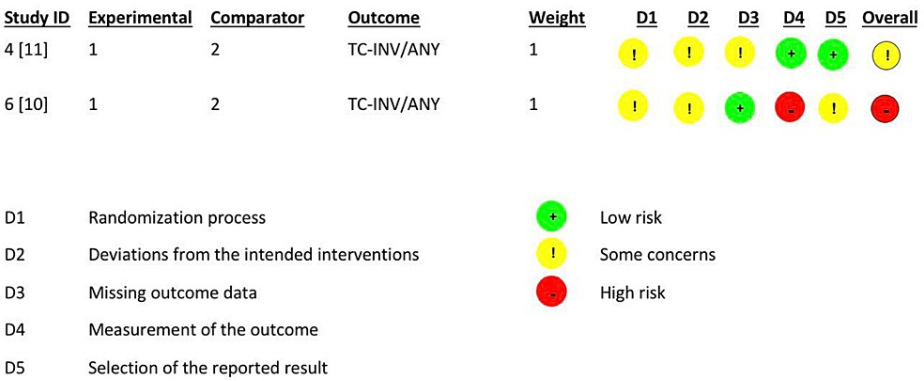 Study ID Experimental Comparator Outcome Weight D1 D2 D3 D4 D5 Overall
4 [11] 1 2 TC-INV/ANY 1 ! ! ! + + !
6 [10] 1 2 TC-INV/ANY 1 ! ! + - ! -
D1 Randomization process + Low risk
D2 Deviations from the intended interventions ! Some concerns
D3 Missing outcome data - High risk
D4 Measurement of the outcome
D5 Selection of the reported result